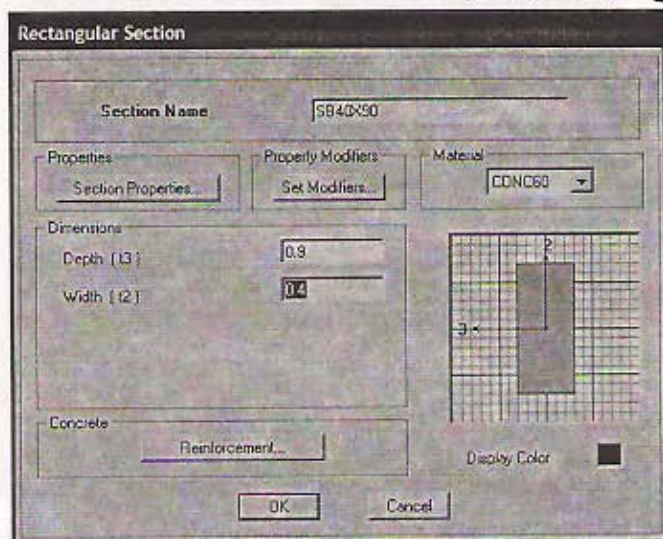 Rectangular Section
Section Name SB40X90
Properties
Section Properties...
Property Modifiers
Set Modifiers...
Material
CONC60
Dimensions
Depth ( t3 ) 0.9
Width ( t2 ) 0.4
2
3
Concrete
Reinforcement...
Display Color
OK
Cancel